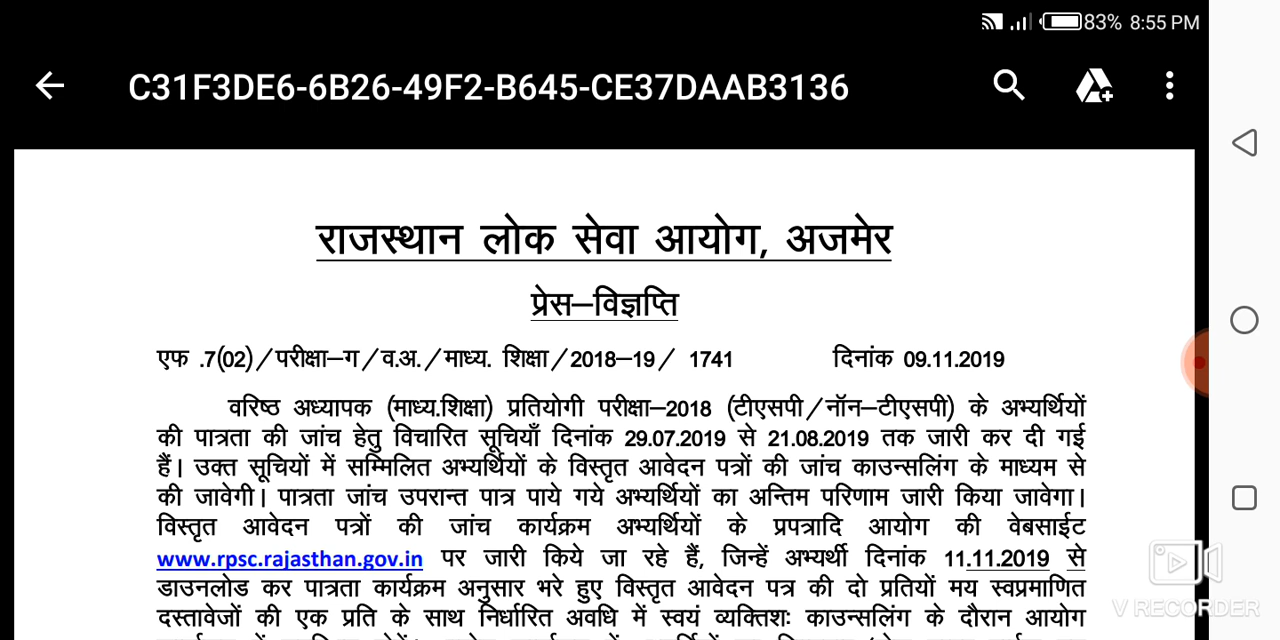 83% 8:55 PM
C31F3DE6-6B26-49F2-B645-CE37DAAB3136
राजस्थान लोक सेवा आयोग, अजमेर
प्रेस–विज्ञप्ति
एफ .7(02)/परीक्षा–ग/व.अ./माध्य. शिक्षा/2018–19/ 1741 दिनांक 09.11.2019
वरिष्ठ अध्यापक (माध्य.शिक्षा) प्रतियोगी परीक्षा–2018 (टीएसपी/नॉन–टीएसपी) के अभ्यर्थियों
की पात्रता की जांच हेतु विचारित सूचियाँ दिनांक 29.07.2019 से 21.08.2019 तक जारी कर दी गई
हैं। उक्त सूचियों में सम्मिलित अभ्यर्थियों के विस्तृत आवेदन पत्रों की जांच काउन्सलिंग के माध्यम से
की जावेगी। पात्रता जांच उपरान्त पात्र पाये गये अभ्यर्थियों का अन्तिम परिणाम जारी किया जावेगा।
विस्तृत आवेदन पत्रों की जांच कार्यक्रम अभ्यर्थियों के प्रपत्रादि आयोग की वेबसाईट
www.rpsc.rajasthan.gov.in पर जारी किये जा रहे हैं, जिन्हें अभ्यर्थी दिनांक 11.11.2019 से
डाउनलोड कर पात्रता कार्यक्रम अनुसार भरे हुए विस्तृत आवेदन पत्र की दो प्रतियों मय स्वप्रमाणित
दस्तावेजों की एक प्रति के साथ निर्धारित अवधि में स्वयं व्यक्तिशः काउन्सलिंग के दौरान आयोग
V RECORDER